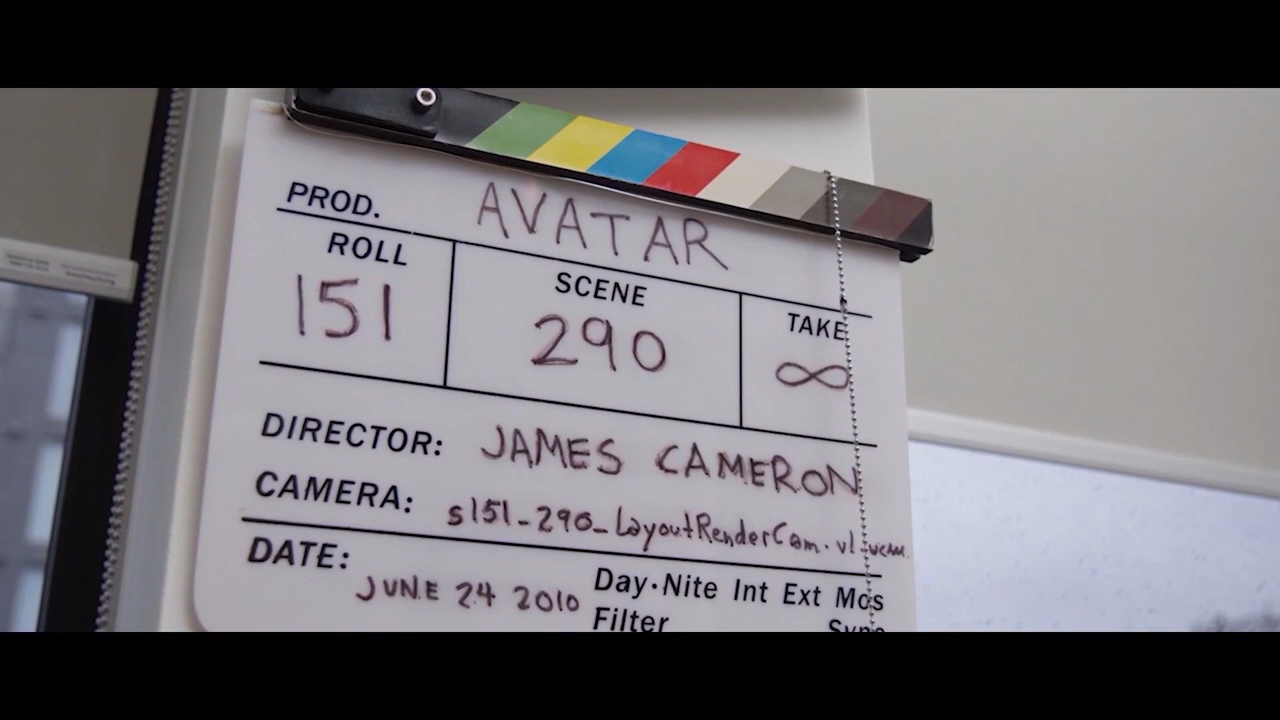 PROD. AVATAR
ROLL SCENE TAKE
151 290 ∞
DIRECTOR: JAMES CAMERON
CAMERA: s151_290_LayoutRenderCam.v1
DATE: JUNE 24 2010
Day·Nite Int Ext Mos
Filter Sync